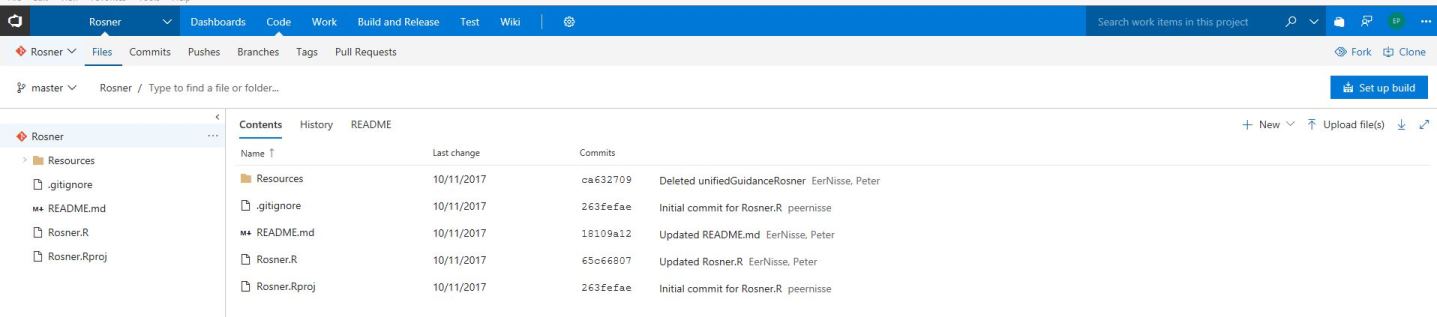 Rosner Dashboards Code Work Build and Release Test Wiki Search work items in this project EP
Rosner Files Commits Pushes Branches Tags Pull Requests Fork Clone
master Rosner / Type to find a file or folder... Set up build
Rosner
Resources
.gitignore
M+ README.md
Rosner.R
Rosner.Rproj
Contents History README + New Upload file(s)
Name ↑ Last change Commits
Resources 10/11/2017 ca632709 Deleted unifiedGuidanceRosner EerNisse, Peter
.gitignore 10/11/2017 263fefae Initial commit for Rosner.R peernisse
M+ README.md 10/11/2017 18109a12 Updated README.md EerNisse, Peter
Rosner.R 10/11/2017 65c66807 Updated Rosner.R EerNisse, Peter
Rosner.Rproj 10/11/2017 263fefae Initial commit for Rosner.R peernisse